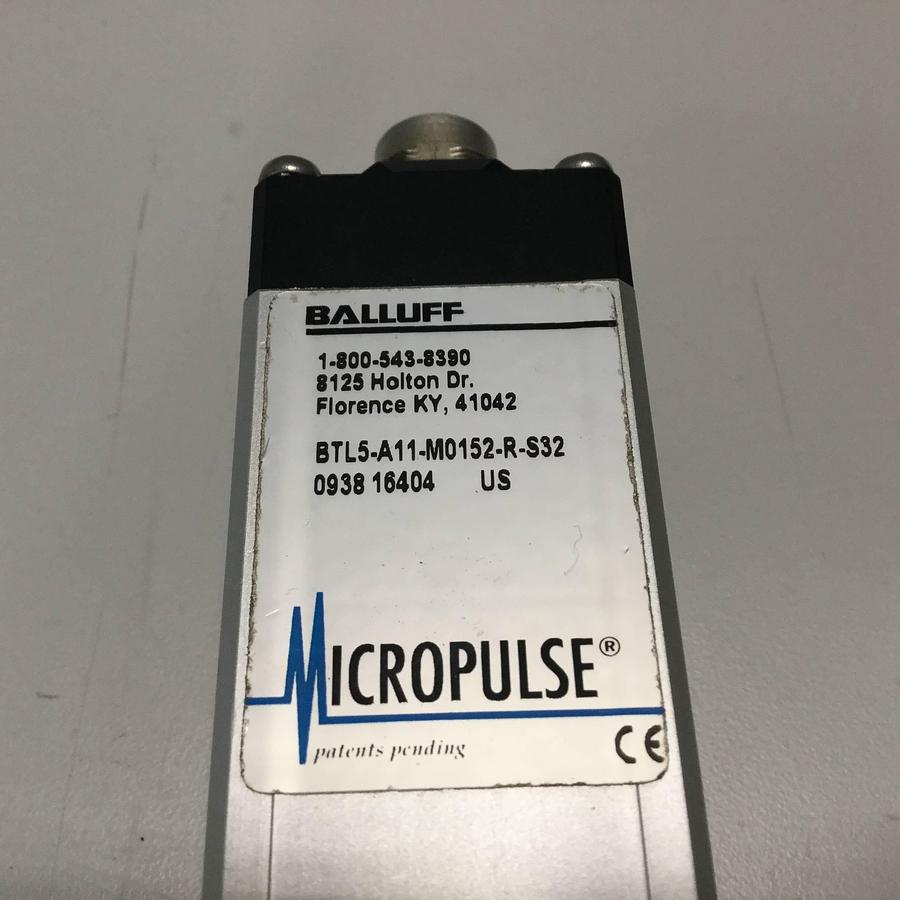 BALLUFF
1-800-543-8390
8125 Holton Dr.
Florence KY, 41042
BTL5-A11-M0152-R-S32
0938 16404 US
MICROPULSE®
patents pending
CE